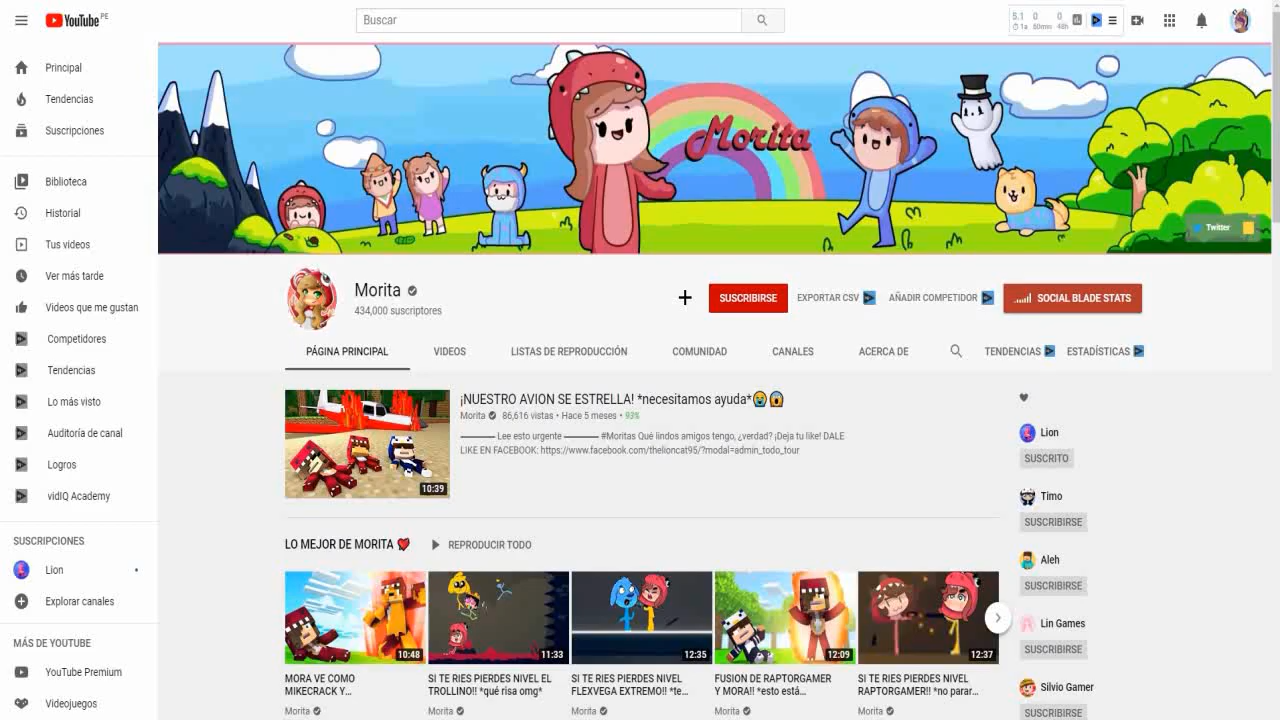 YouTube PE
Buscar
5.1 0 0
1a 60min 48h
Principal
Tendencias
Suscripciones
Biblioteca
Historial
Tus videos
Ver más tarde
Videos que me gustan
Competidores
Tendencias
Lo más visto
Auditoría de canal
Logros
vidIQ Academy
SUSCRIPCIONES
Lion
Explorar canales
MÁS DE YOUTUBE
YouTube Premium
Videojuegos
Morita
Twitter
Morita
434,000 suscriptores
SUSCRIBIRSE
EXPORTAR CSV
AÑADIR COMPETIDOR
SOCIAL BLADE STATS
PÁGINA PRINCIPAL VIDEOS LISTAS DE REPRODUCCIÓN COMUNIDAD CANALES ACERCA DE TENDENCIAS ESTADÍSTICAS
¡NUESTRO AVION SE ESTRELLA! *necesitamos ayuda*😭😱
Morita 86,616 vistas • Hace 5 meses • 93%
———— Lee esto urgente ———— #Moritas Qué lindos amigos tengo, ¿verdad? ¡Deja tu like! DALE
LIKE EN FACEBOOK: https://www.facebook.com/thelioncat95/?modal=admin_todo_tour
10:39
LO MEJOR DE MORITA ❤ REPRODUCIR TODO
10:48
MORA VE COMO
MIKECRACK Y...
Morita
11:33
SI TE RIES PIERDES NIVEL EL
TROLLINO!! *qué risa omg*
Morita
12:35
SI TE RIES PIERDES NIVEL
FLEXVEGA EXTREMO!! *te...
Morita
12:09
FUSION DE RAPTORGAMER
Y MORA!! *esto está...
Morita
12:37
SI TE RIES PIERDES NIVEL
RAPTORGAMER!! *no parar...
Morita
♥
Lion
SUSCRITO
Timo
SUSCRIBIRSE
Aleh
SUSCRIBIRSE
Lin Games
SUSCRIBIRSE
Silvio Gamer
SUSCRIBIRSE